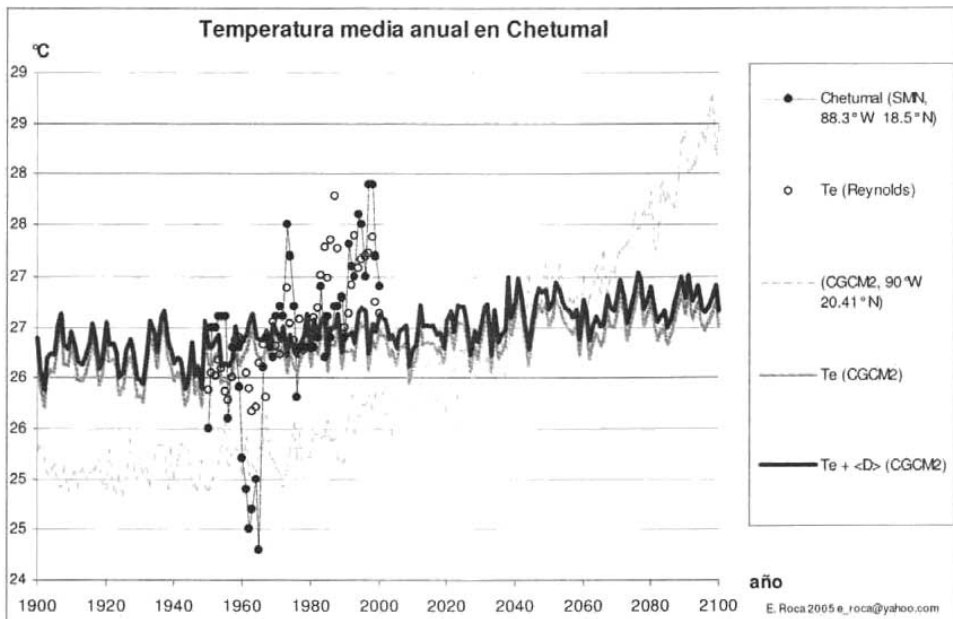 Temperatura media anual en Chetumal
°C
29
29
28
28
27
27
26
26
25
25
24
1900
1920
1940
1960
1980
2000
2020
2040
2060
2080
2100
año
Chetumal (SMN,
88.3°W 18.5°N)
Te (Reynolds)
(CGCM2, 90°W
20.41°N)
Te (CGCM2)
Te + <D> (CGCM2)
E. Roca 2005 e_roca@yahoo.com